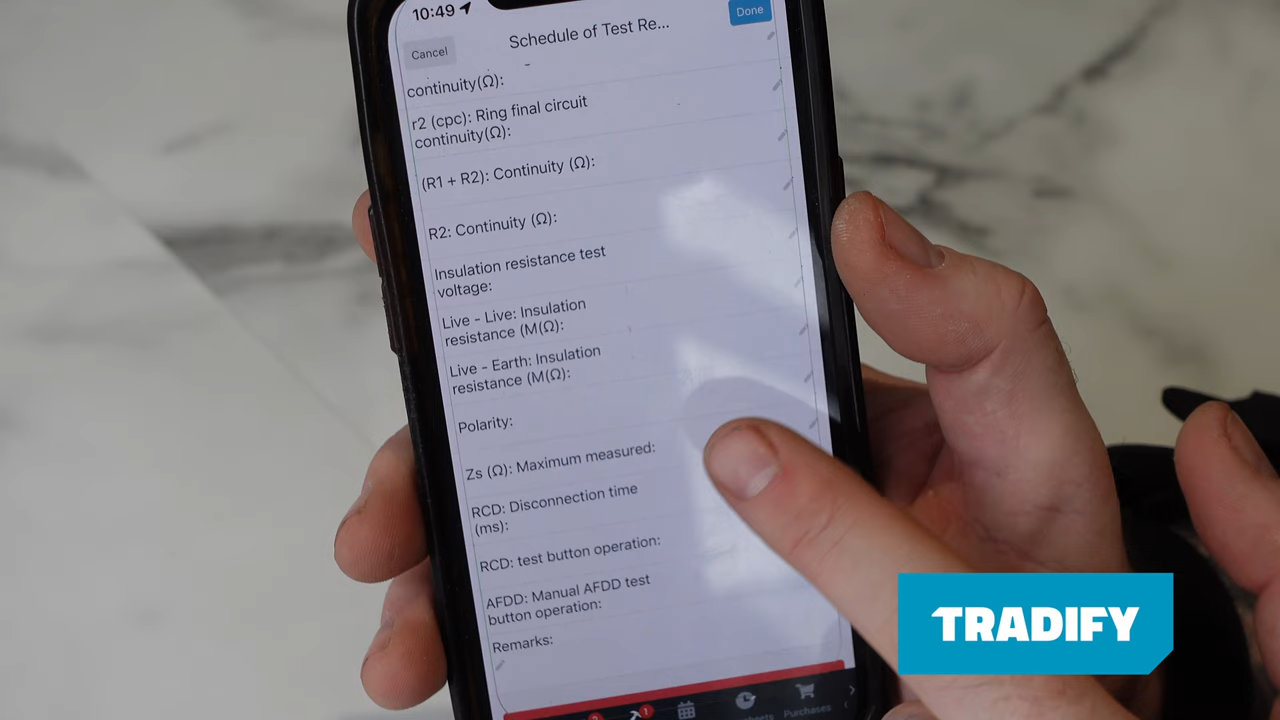 10:49
Cancel
Schedule of Test Re...
Done
continuity(Ω):
r2 (cpc): Ring final circuit
continuity(Ω):
(R1 + R2): Continuity (Ω):
R2: Continuity (Ω):
Insulation resistance test
voltage:
Live - Live: Insulation
resistance (M(Ω):
Live - Earth: Insulation
resistance (M(Ω):
Polarity:
Zs (Ω): Maximum measured:
RCD: Disconnection time
(ms):
RCD: test button operation:
AFDD: Manual AFDD test
button operation:
Remarks:
Purchases
TRADIFY